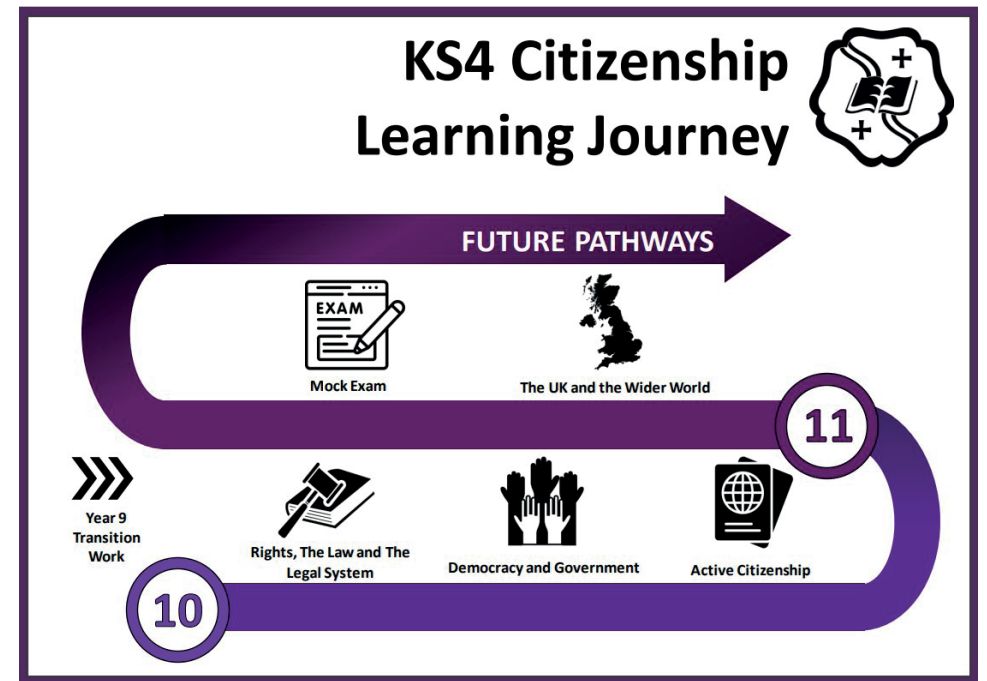 KS4 Citizenship
Learning Journey
FUTURE PATHWAYS
EXAM
Mock Exam
The UK and the Wider World
11
Year 9
Transition
Work
Rights, The Law and The
Legal System
Democracy and Government
Active Citizenship
10